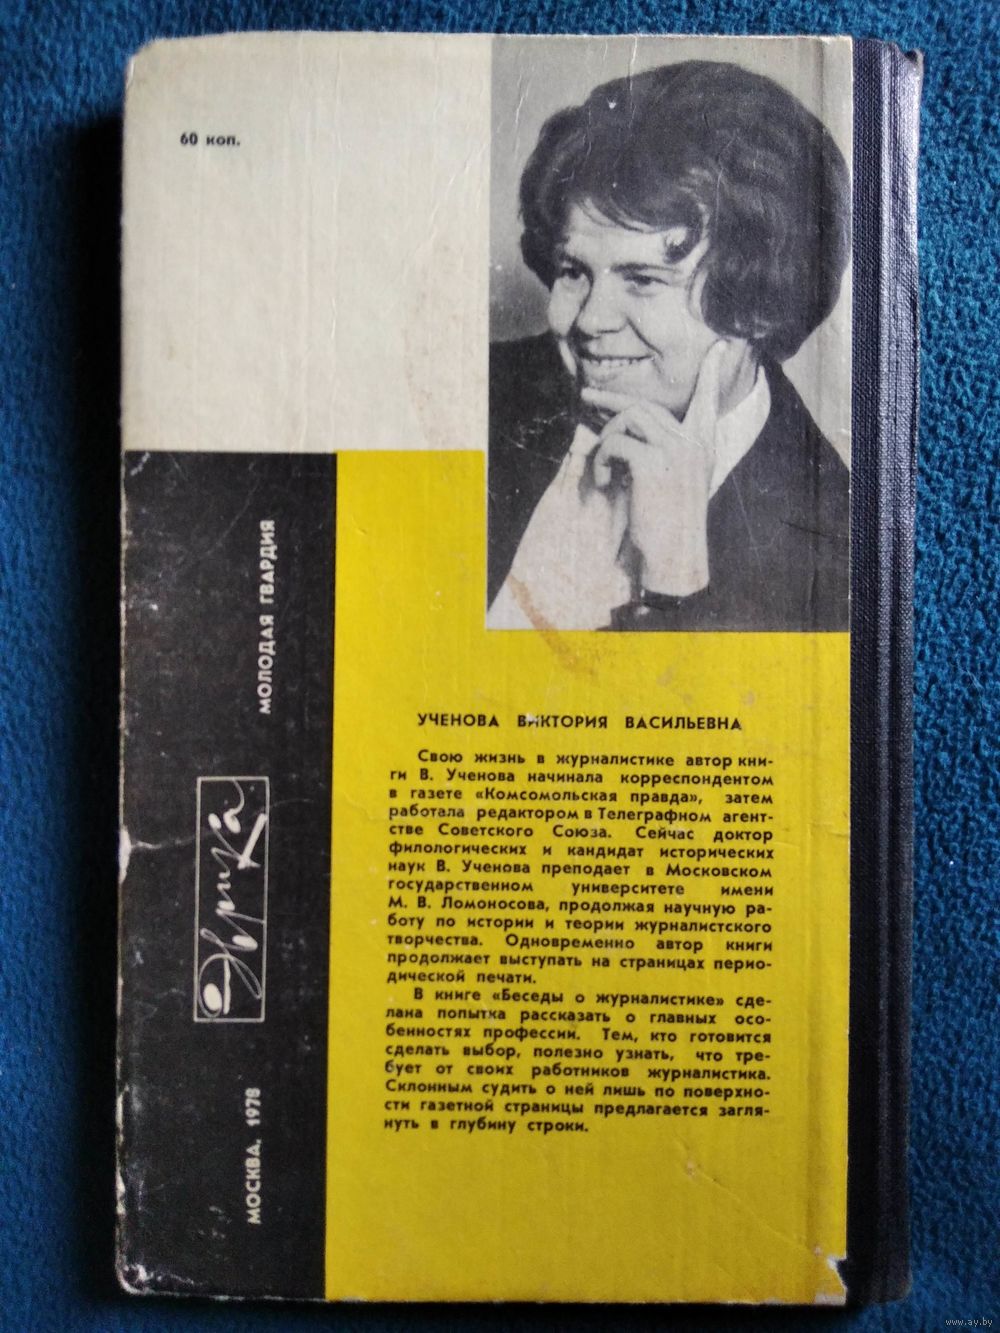 60 коп.
УЧЕНОВА ВИКТОРИЯ ВАСИЛЬЕВНА
Свою жизнь в журналистике автор кни-
ги В. Ученова начинала корреспондентом
в газете «Комсомольская правда», затем
работала редактором в Телеграфном агент-
стве Советского Союза. Сейчас доктор
филологических и кандидат исторических
наук В. Ученова преподает в Московском
государственном университете имени
М. В. Ломоносова, продолжая научную ра-
боту по истории и теории журналистского
творчества. Одновременно автор книги
продолжает выступать на страницах перио-
дической печати.
В книге «Беседы о журналистике» сде-
лана попытка рассказать о главных осо-
бенностях профессии. Тем, кто готовится
сделать выбор, полезно узнать, что тре-
бует от своих работников журналистика.
Склонным судить о ней лишь по поверхно-
сти газетной страницы предлагается загля-
нуть в глубину строки.
МОСКВА, 1978
Эврика
МОЛОДАЯ ГВАРДИЯ
www.ay.by